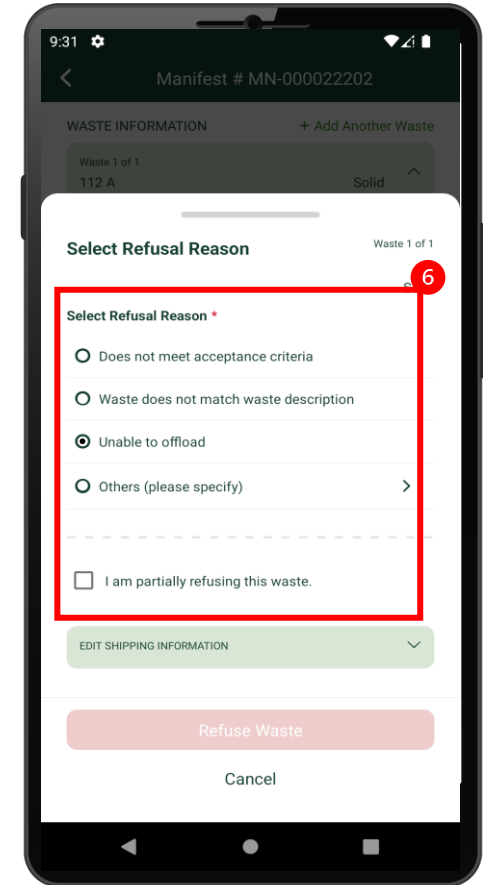 9:31
Manifest # MN-000022202
WASTE INFORMATION + Add Another Waste
Waste 1 of 1
112 A Solid
Select Refusal Reason Waste 1 of 1
6
Select Refusal Reason *
Does not meet acceptance criteria
Waste does not match waste description
Unable to offload
Others (please specify)
I am partially refusing this waste.
EDIT SHIPPING INFORMATION
Refuse Waste
Cancel